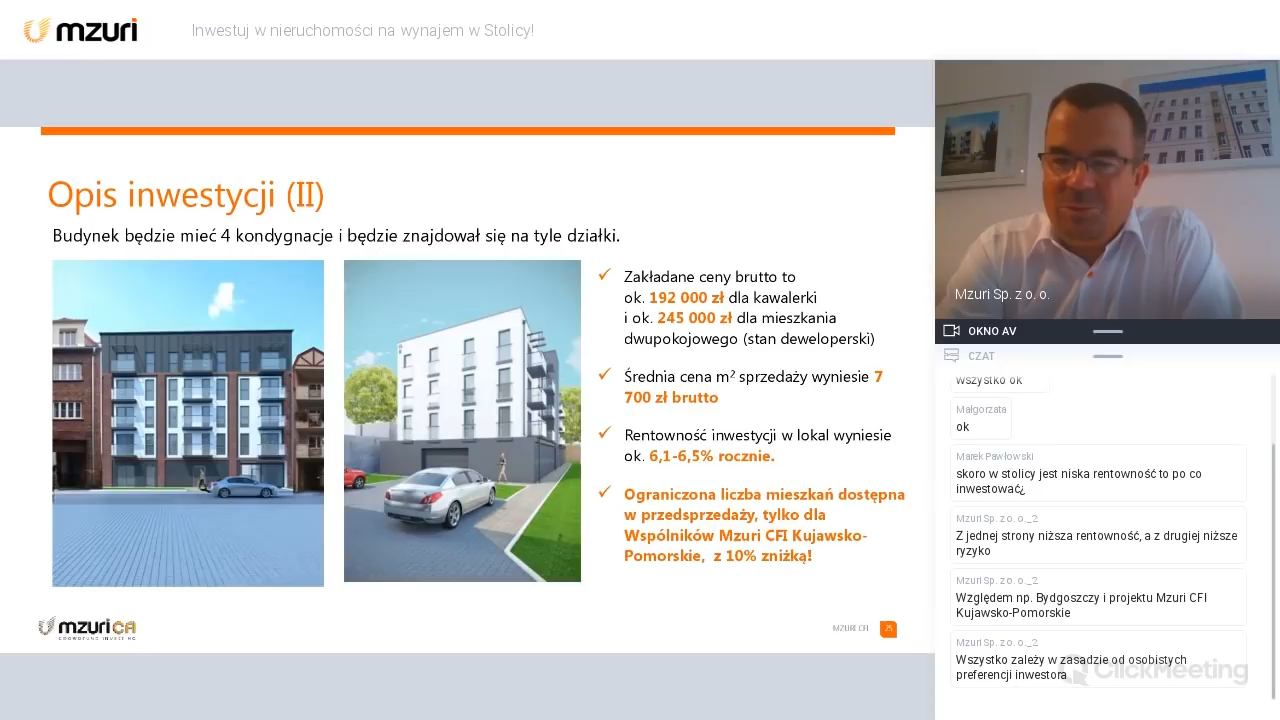 mzuri
Inwestuj w nieruchomości na wynajem w Stolicy!
Opis inwestycji (II)
Budynek będzie mieć 4 kondygnacje i będzie znajdował się na tyle działki.
Zakładane ceny brutto to
ok. 192 000 zł dla kawalerki
i ok. 245 000 zł dla mieszkania
dwupokojowego (stan deweloperski)
Średnia cena m² sprzedaży wyniesie 7
700 zł brutto
Rentowność inwestycji w lokal wyniesie
ok. 6,1-6,5% rocznie.
Ograniczona liczba mieszkań dostępna
w przedsprzedaży, tylko dla
Wspólników Mzuri CFI Kujawsko-
Pomorskie, z 10% zniżką!
MZURI CFI
25
Mzuri Sp. z o. o.
OKNO AV
CZAT
wszystko ok
Małgorzata
ok
Marek Pawłowski
skoro w stolicy jest niska rentowność to po co
inwestować¿
Mzuri Sp. z o. o._2
Z jednej strony niższa rentowność, a z drugiej niższe
ryzyko
Mzuri Sp. z o. o._2
Względem np. Bydgoszczy i projektu Mzuri CFI
Kujawsko-Pomorskie
Mzuri Sp. z o. o._2
Wszystko zależy w zasadzie od osobistych
preferencji inwestora
ClickMeeting